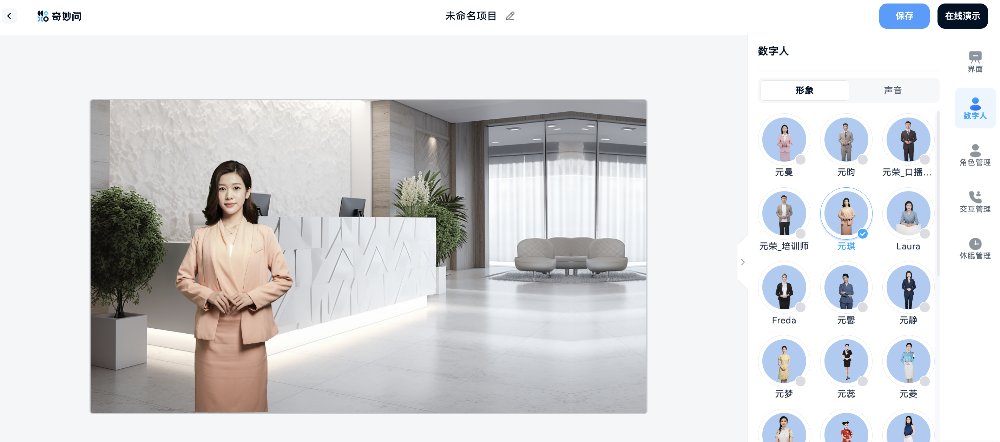 奇妙问
未命名项目
保存
在线演示
数字人
形象
声音
元曼
元昀
元荣_口播...
元荣_培训师
元琪
Laura
Freda
元馨
元静
元梦
元蕊
元菱
界面
数字人
角色管理
交互管理
休眠管理